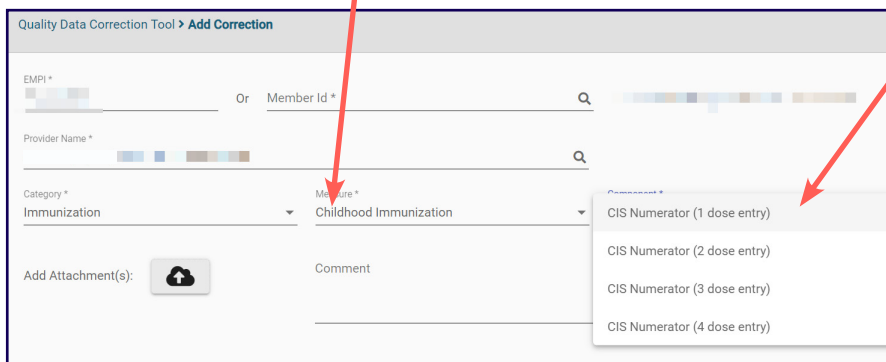 Quality Data Correction Tool > Add Correction
EMPI *
Or
Member Id *
Provider Name *
Category *
Immunization
Measure *
Childhood Immunization
Component *
CIS Numerator (1 dose entry)
CIS Numerator (2 dose entry)
CIS Numerator (3 dose entry)
CIS Numerator (4 dose entry)
Add Attachment(s):
Comment